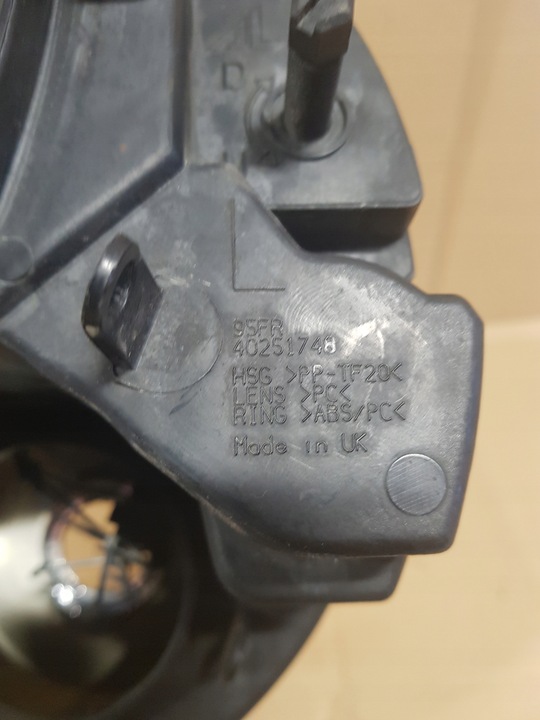 D
95FR
40251748
HSG >PP-TF20<
LENS >PC<
RING >ABS/PC<
Made in UK